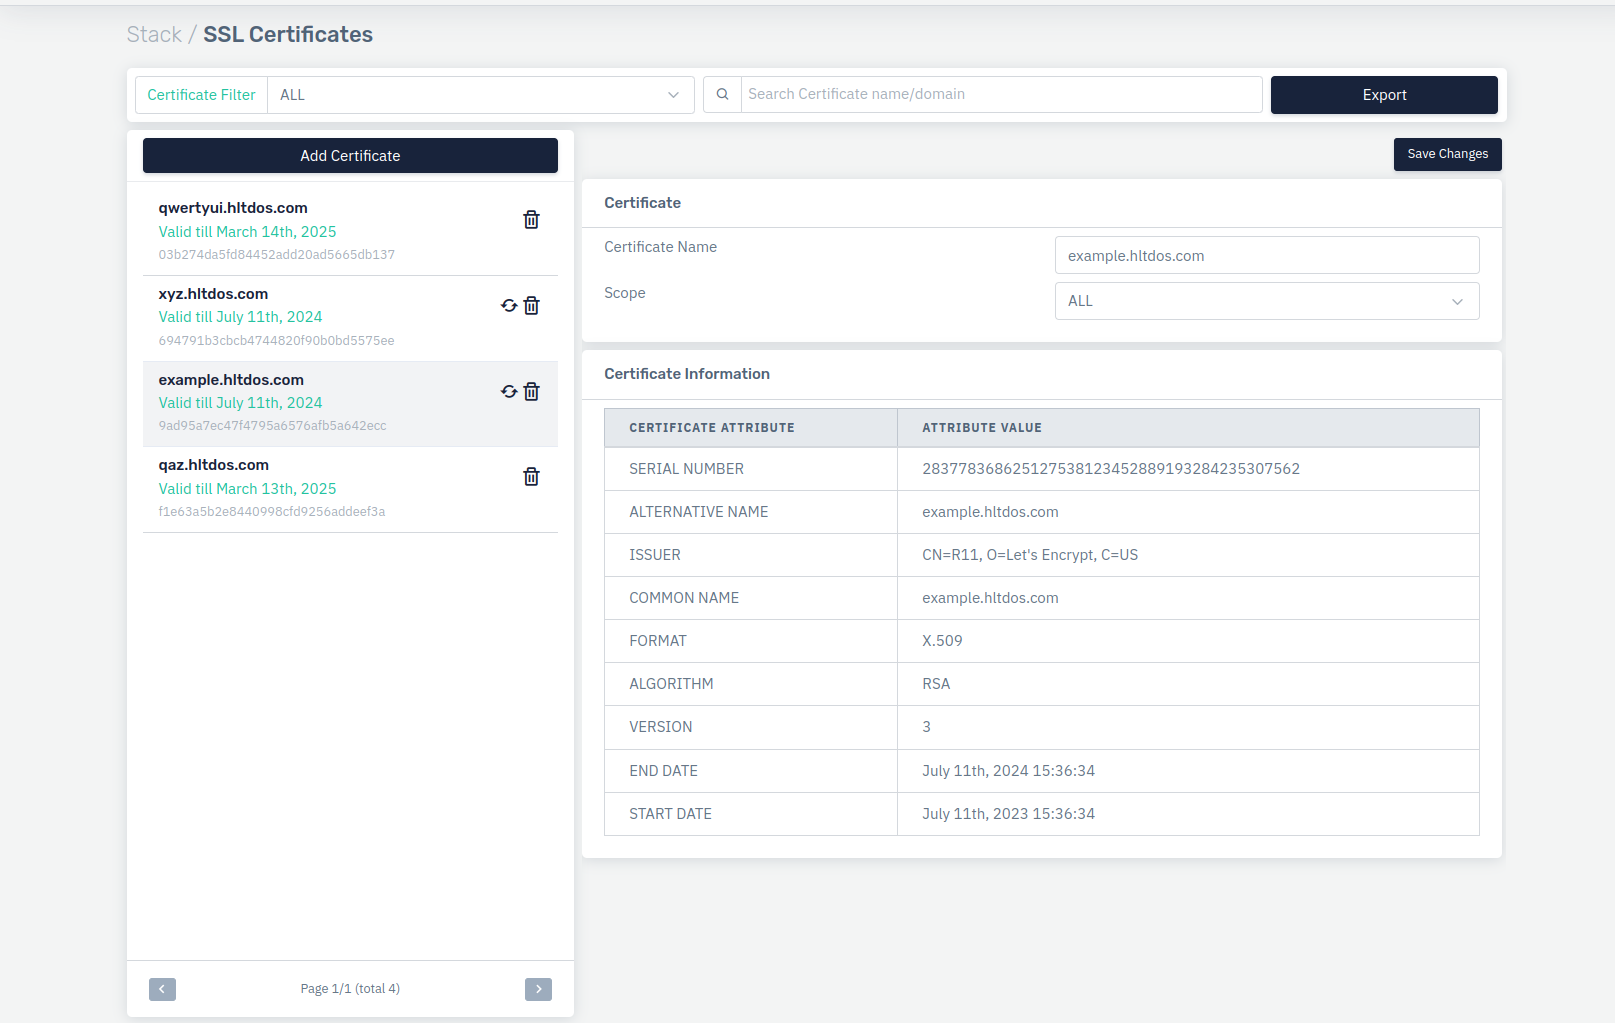 Stack / SSL Certificates
Certificate Filter ALL Search Certificate name/domain Export
Add Certificate
qwertyui.hltdos.com
Valid till March 14th, 2025
03b274da5fd84452add20ad5665db137
xyz.hltdos.com
Valid till July 11th, 2024
694791b3cbcb4744820f90b0bd5575ee
example.hltdos.com
Valid till July 11th, 2024
9ad95a7ec47f4795a6576afb5a642ecc
qaz.hltdos.com
Valid till March 13th, 2025
f1e63a5b2e8440998cfd9256addeef3a
Page 1/1 (total 4)
Save Changes
Certificate
Certificate Name example.hltdos.com
Scope ALL
Certificate Information
CERTIFICATE ATTRIBUTE ATTRIBUTE VALUE
SERIAL NUMBER 283778368625127538123452889193284235307562
ALTERNATIVE NAME example.hltdos.com
ISSUER CN=R11, O=Let's Encrypt, C=US
COMMON NAME example.hltdos.com
FORMAT X.509
ALGORITHM RSA
VERSION 3
END DATE July 11th, 2024 15:36:34
START DATE July 11th, 2023 15:36:34